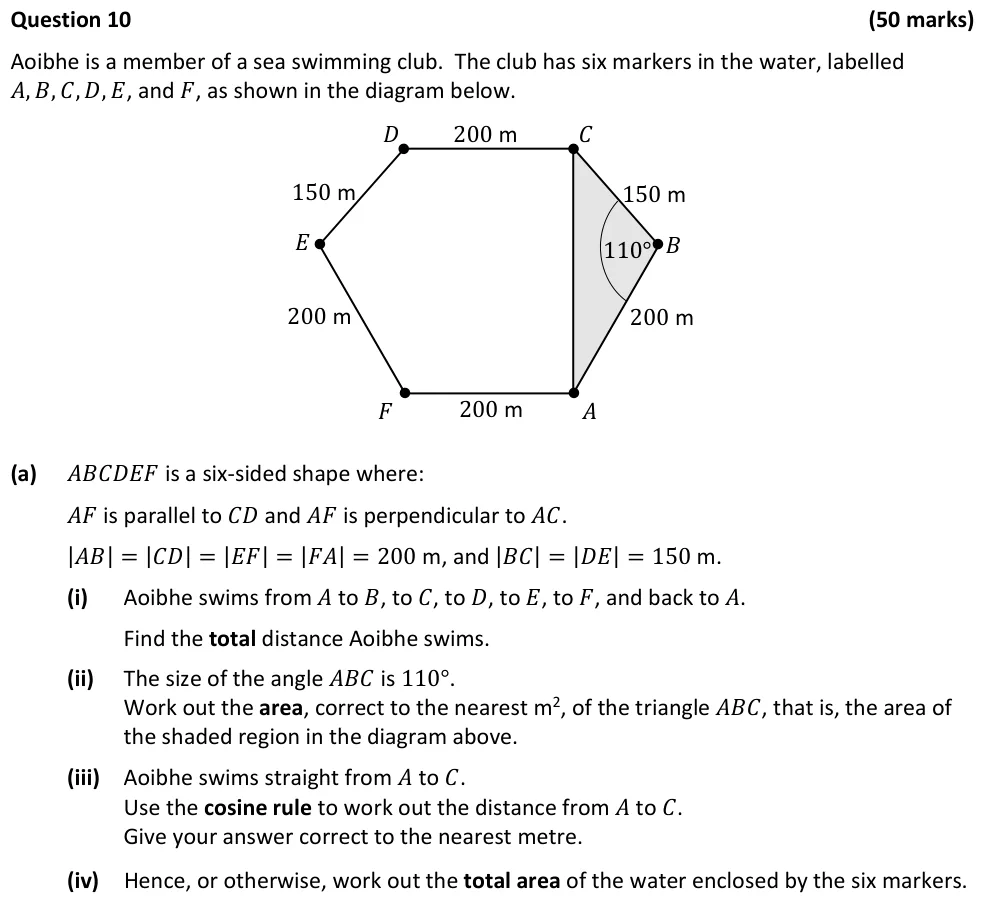 Question 10 (50 marks)
Aoibhe is a member of a sea swimming club. The club has six markers in the water, labelled
A, B, C, D, E, and F, as shown in the diagram below.
D 200 m C
150 m 150 m
E 110° B
200 m 200 m
F 200 m A
(a) ABCDEF is a six-sided shape where:
AF is parallel to CD and AF is perpendicular to AC.
|AB| = |CD| = |EF| = |FA| = 200 m, and |BC| = |DE| = 150 m.
(i) Aoibhe swims from A to B, to C, to D, to E, to F, and back to A.
Find the total distance Aoibhe swims.
(ii) The size of the angle ABC is 110°.
Work out the area, correct to the nearest m², of the triangle ABC, that is, the area of
the shaded region in the diagram above.
(iii) Aoibhe swims straight from A to C.
Use the cosine rule to work out the distance from A to C.
Give your answer correct to the nearest metre.
(iv) Hence, or otherwise, work out the total area of the water enclosed by the six markers.